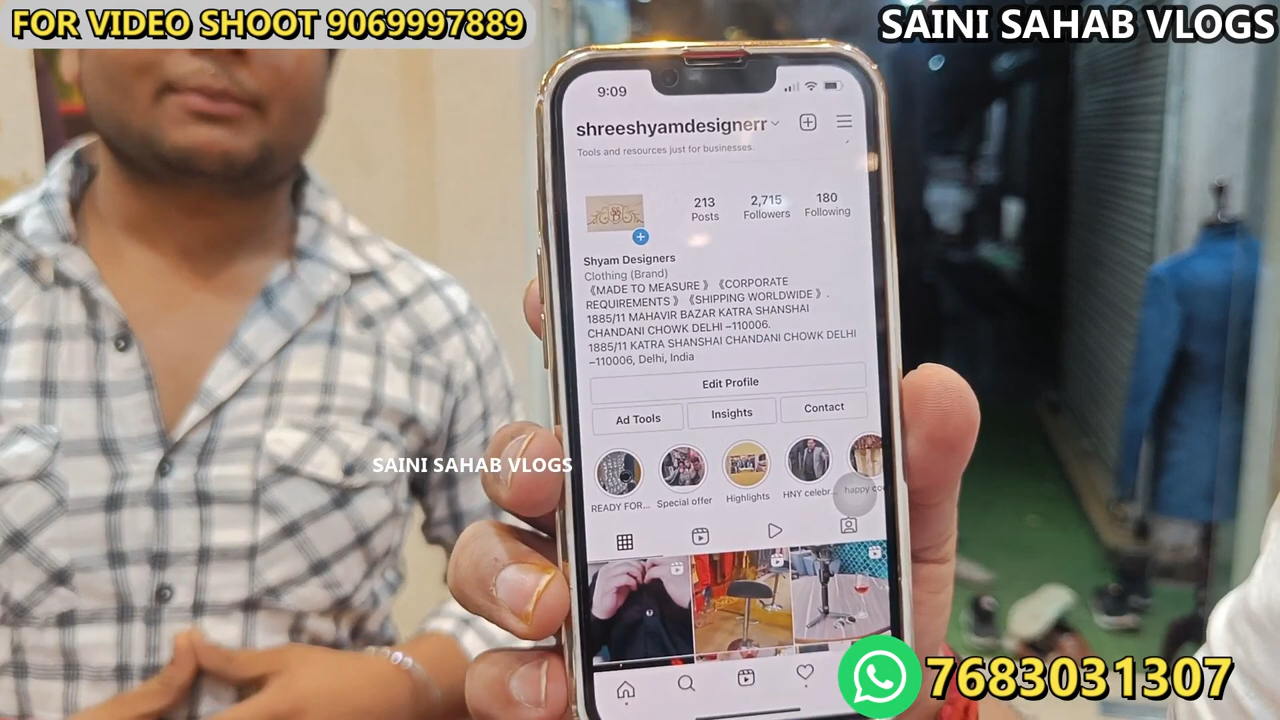 FOR VIDEO SHOOT 9069997889
SAINI SAHAB VLOGS
9:09
shreeshyamdesignerr
Tools and resources just for businesses.
213 2,715 180
Posts Followers Following
Shyam Designers
Clothing (Brand)
《MADE TO MEASURE 》《CORPORATE
REQUIREMENTS 》《SHIPPING WORLDWIDE 》.
1885/11 MAHAVIR BAZAR KATRA SHANSHAI
CHANDANI CHOWK DELHI –110006.
1885/11 KATRA SHANSHAI CHANDANI CHOWK DELHI
–110006, Delhi, India
Edit Profile
Ad Tools Insights Contact
SAINI SAHAB VLOGS
READY FOR... Special offer Highlights HNY celebr... happy co
7683031307